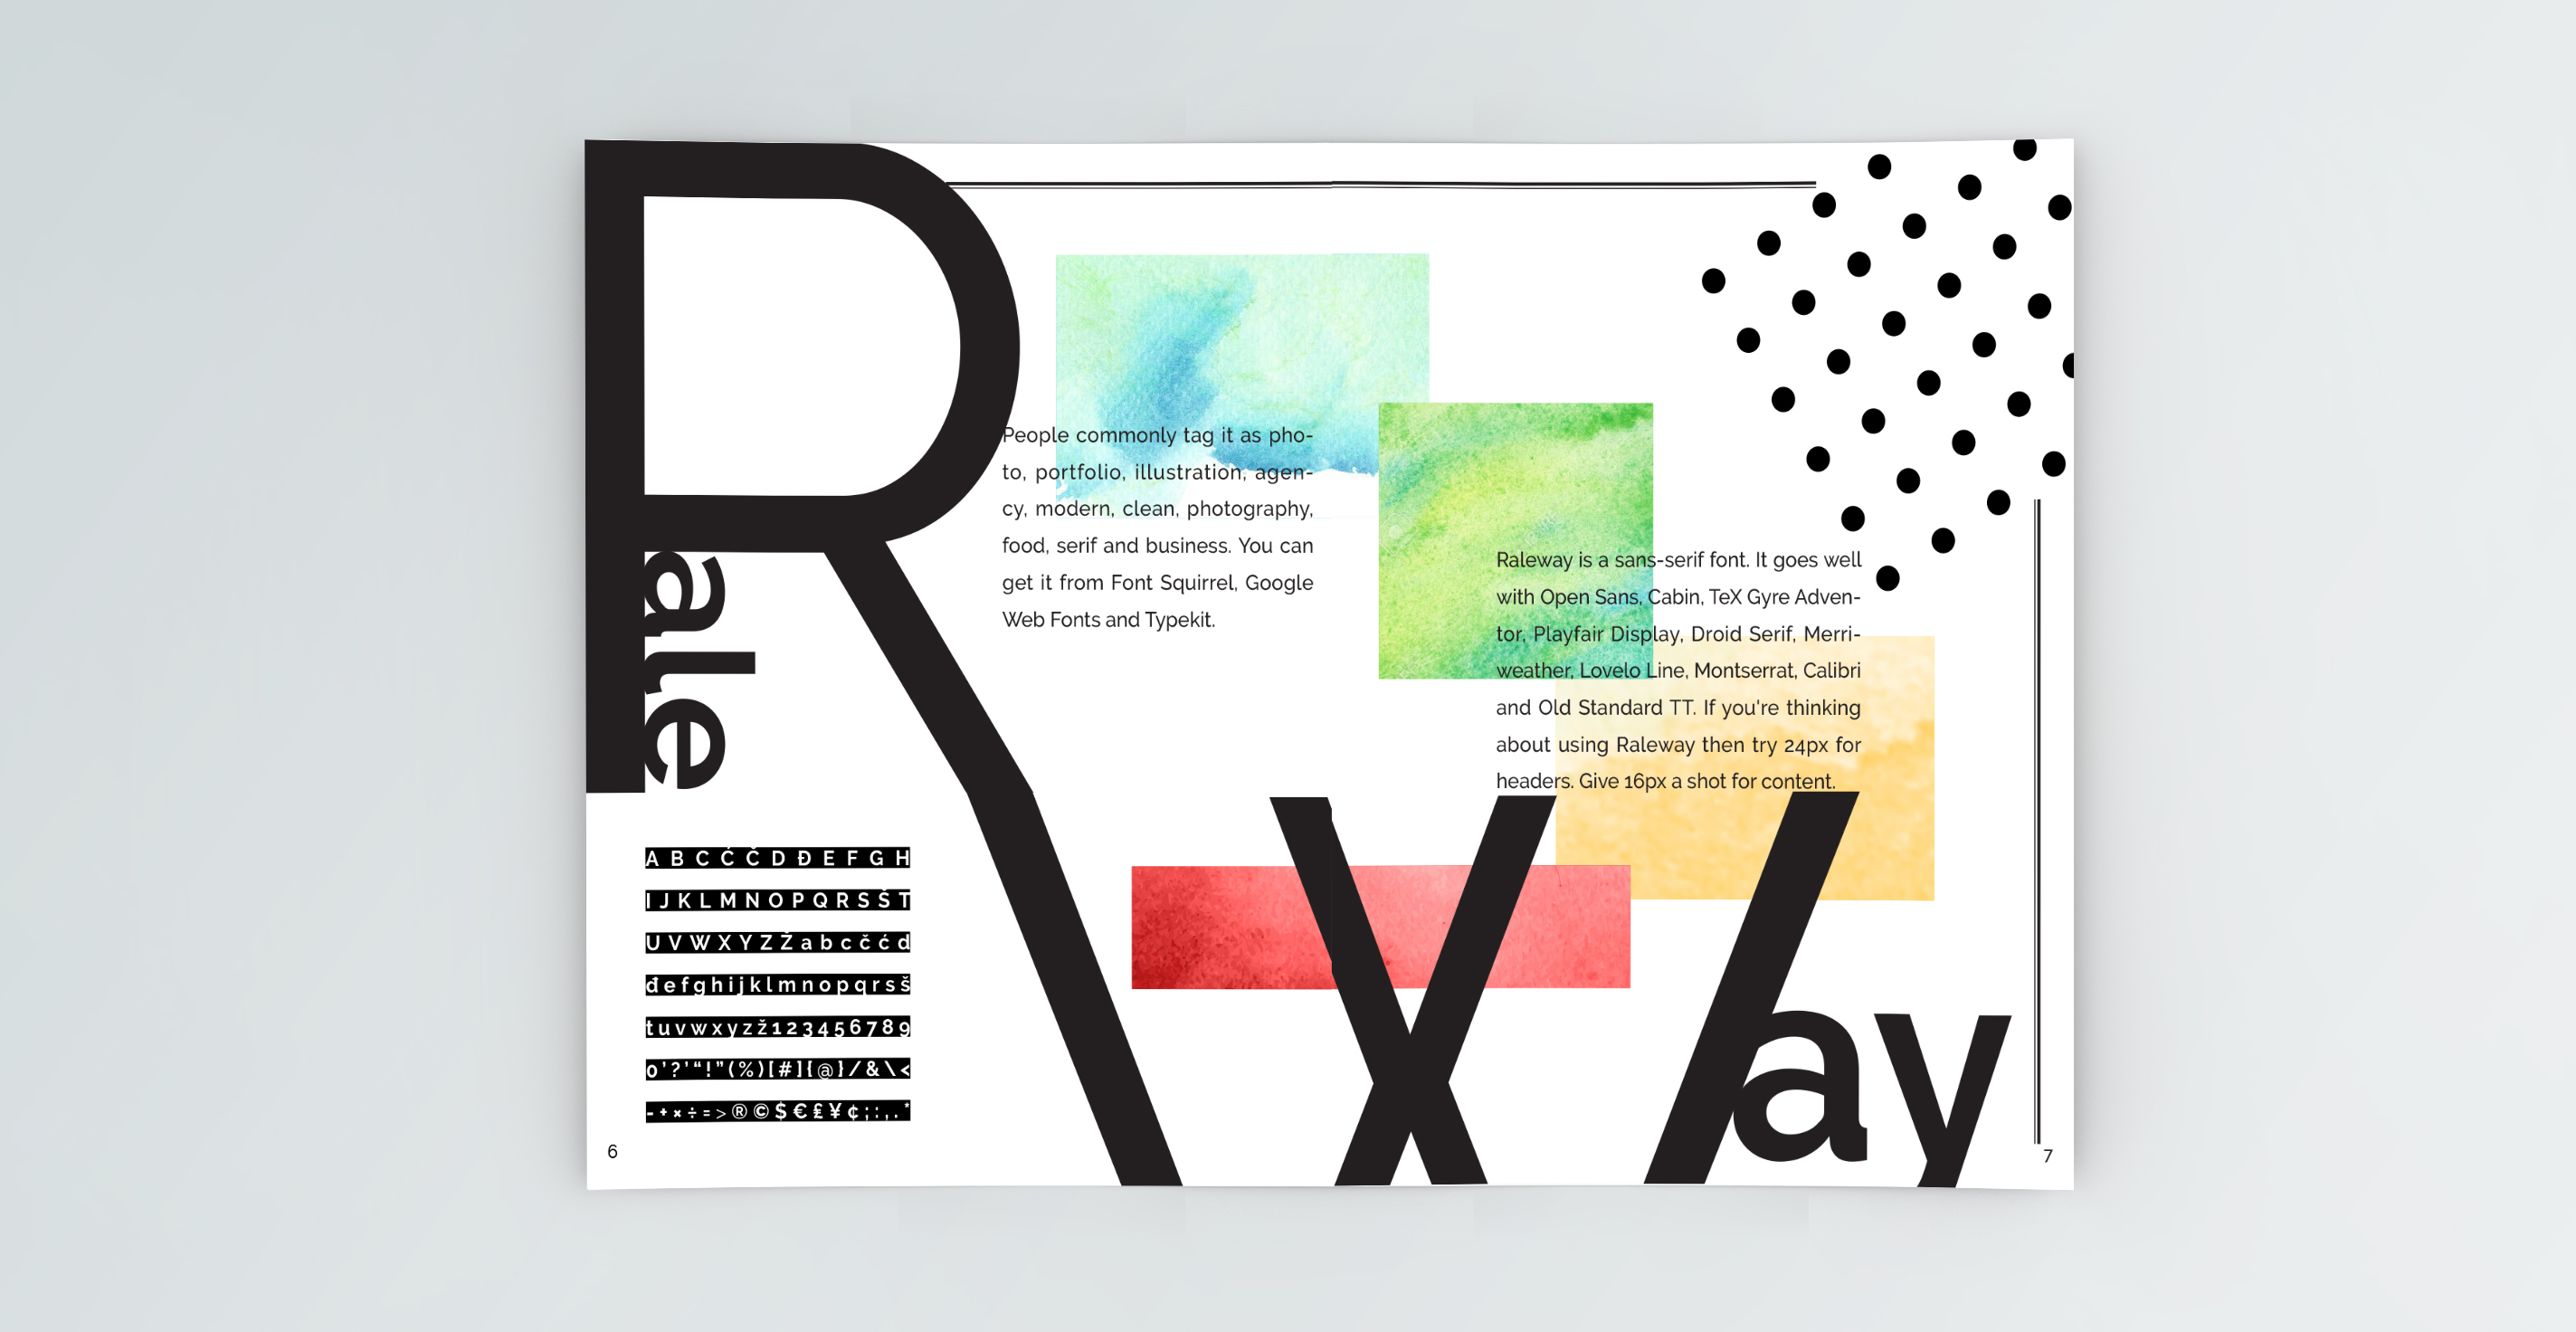 R
ale
People commonly tag it as pho-
to, portfolio, illustration, agen-
cy, modern, clean, photography,
food, serif and business. You can
get it from Font Squirrel, Google
Web Fonts and Typekit.
Raleway is a sans-serif font. It goes well
with Open Sans, Cabin, TeX Gyre Adven-
tor, Playfair Display, Droid Serif, Merri-
weather, Lovelo Line, Montserrat, Calibri
and Old Standard TT. If you're thinking
about using Raleway then try 24px for
headers. Give 16px a shot for content.
ay
A B C Ć Č D Đ E F G H
I J K L M N O P Q R S Š T
U V W X Y Z Ž a b c č ć d
đ e f g h i j k l m n o p q r s š
t u v w x y z ž 1 2 3 4 5 6 7 8 9
0 ' ? ' “ ! ” ( % ) [ # ] { @ } / & \ <
- + × ÷ = > ® © $ € £ ¥ ¢ ; : , . *
6
7